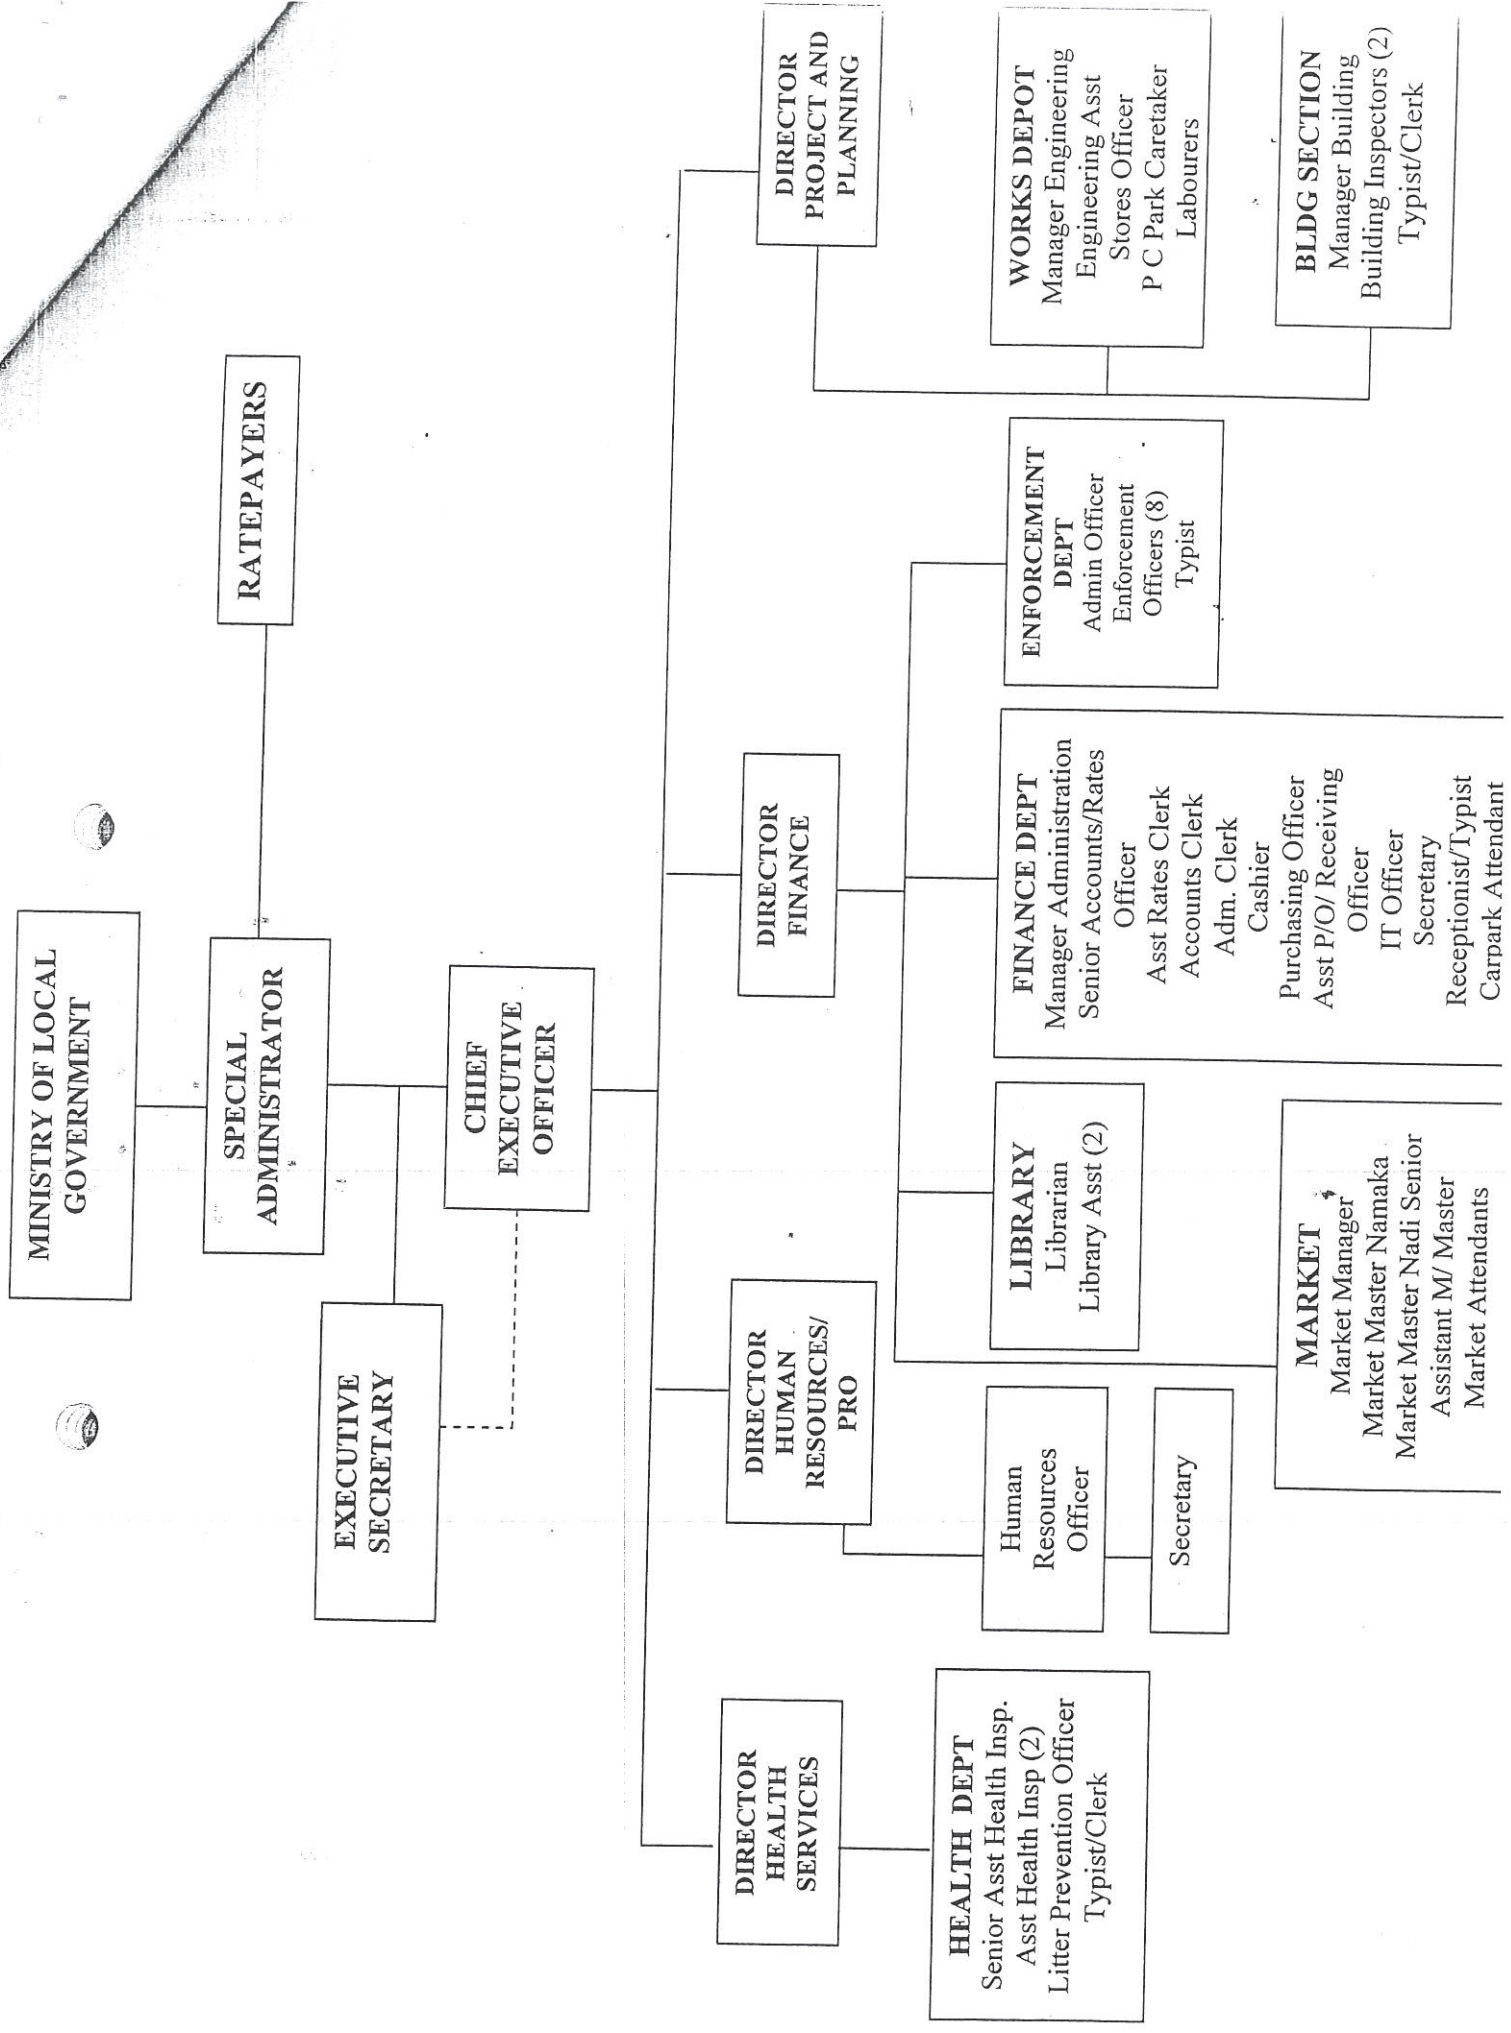 MINISTRY OF LOCAL
GOVERNMENT
SPECIAL
ADMINISTRATOR
RATEPAYERS
EXECUTIVE
SECRETARY
CHIEF
EXECUTIVE
OFFICER
DIRECTOR
HEALTH
SERVICES
DIRECTOR
HUMAN
RESOURCES/
PRO
DIRECTOR
FINANCE
DIRECTOR
PROJECT AND
PLANNING
HEALTH DEPT
Senior Asst Health Insp.
Asst Health Insp (2)
Litter Prevention Officer
Typist/Clerk
Human
Resources
Officer
Secretary
LIBRARY
Librarian
Library Asst (2)
MARKET
Market Manager
Market Master Namaka
Market Master Nadi Senior
Assistant M/ Master
Market Attendants
FINANCE DEPT
Manager Administration
Senior Accounts/Rates
Officer
Asst Rates Clerk
Accounts Clerk
Adm. Clerk
Cashier
Purchasing Officer
Asst P/O/ Receiving
Officer
IT Officer
Secretary
Receptionist/Typist
Carpark Attendant
ENFORCEMENT
DEPT
Admin Officer
Enforcement
Officers (8)
Typist
WORKS DEPOT
Manager Engineering
Engineering Asst
Stores Officer
P C Park Caretaker
Labourers
BLDG SECTION
Manager Building
Building Inspectors (2)
Typist/Clerk